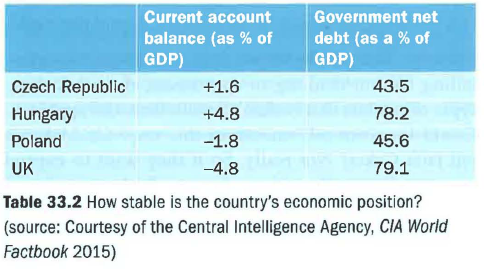 Current account Government net
balance (as % of debt (as a % of
GDP) GDP)
Czech Republic +1.6 43.5
Hungary +4.8 78.2
Poland –1.8 45.6
UK –4.8 79.1
Table 33.2 How stable is the country's economic position?
(source: Courtesy of the Central Intelligence Agency, CIA World
Factbook 2015)